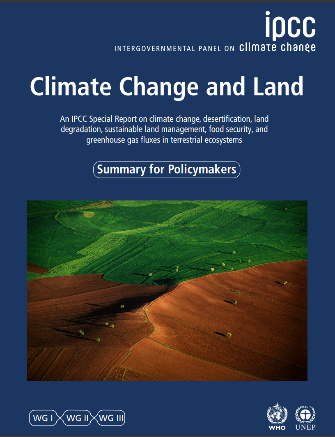 ipcc
INTERGOVERNMENTAL PANEL ON climate change
Climate Change and Land
An IPCC Special Report on climate change, desertification, land
degradation, sustainable land management, food security, and
greenhouse gas fluxes in terrestrial ecosystems
Summary for Policymakers
WG I WG II WG III
WHO UNEP